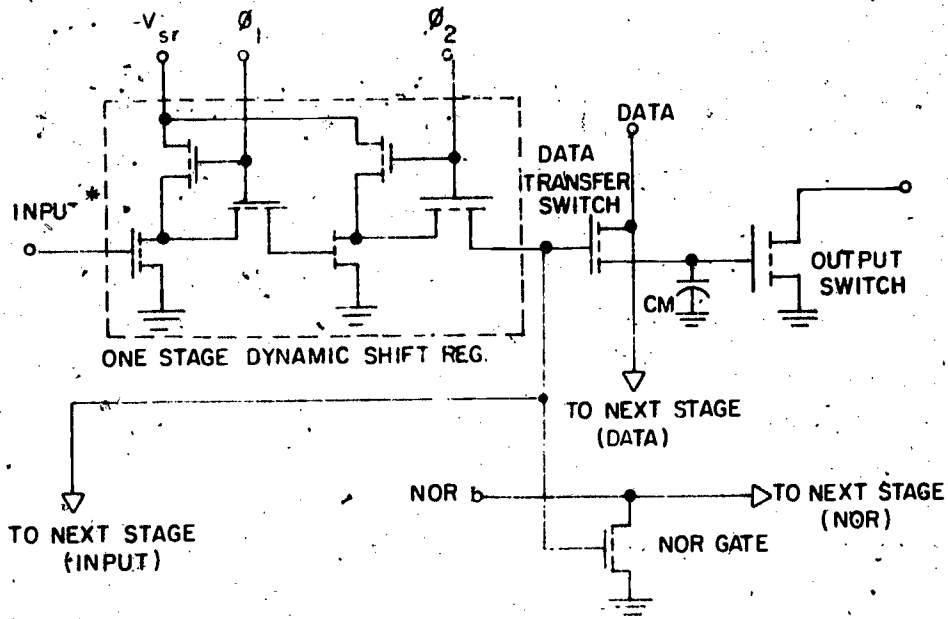 -V
sr
Ø
1
Ø
2
DATA
DATA
TRANSFER
SWITCH
INPUT *
OUTPUT
SWITCH
CM
ONE STAGE DYNAMIC SHIFT REG.
TO NEXT STAGE
(DATA)
NOR
TO NEXT STAGE
(NOR)
TO NEXT STAGE
(INPUT)
NOR GATE